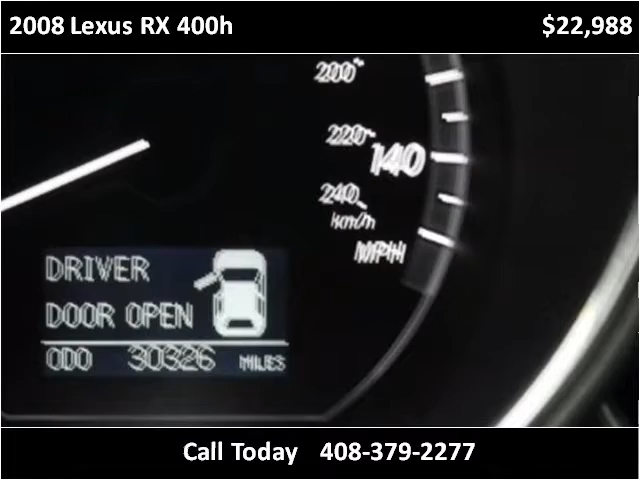 2008 Lexus RX 400h $22,988
200
220
140
240
km/h
MPH
DRIVER
DOOR OPEN
ODO 30326 MILES
Call Today 408-379-2277